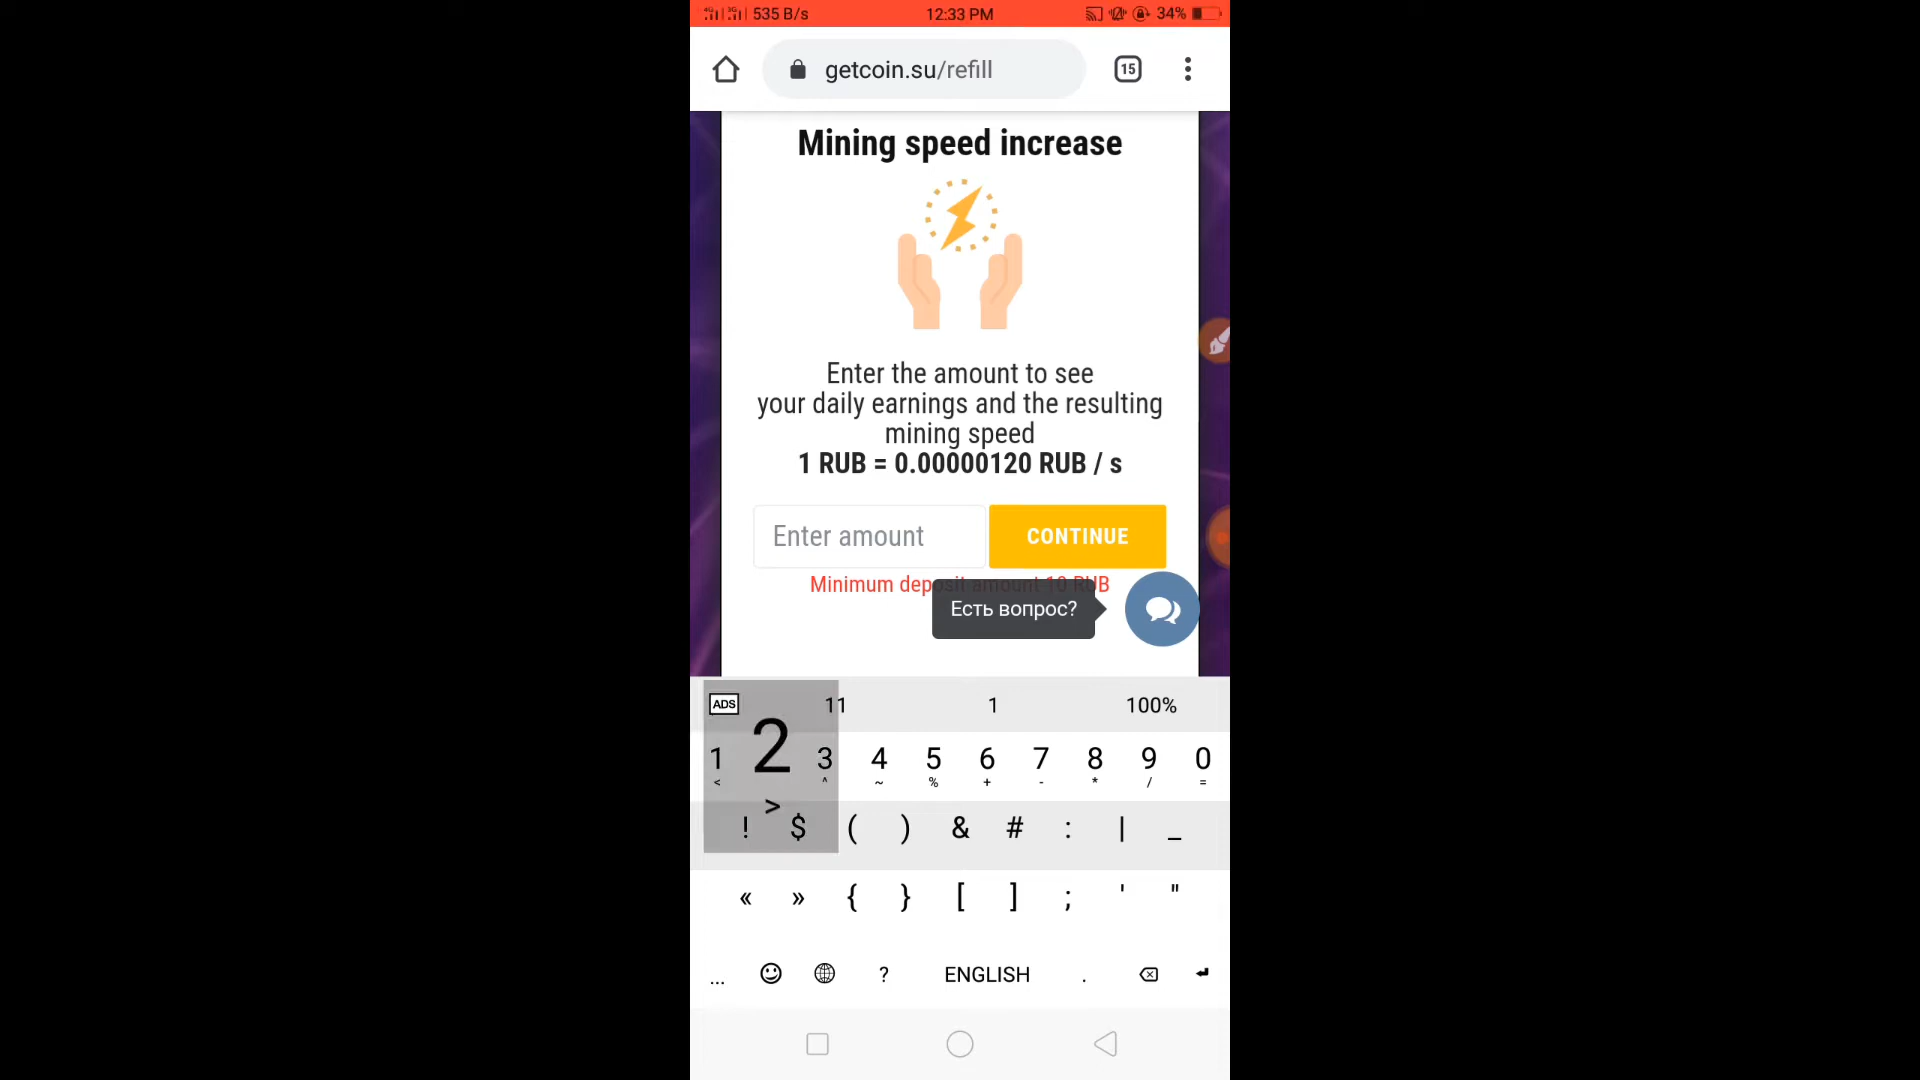 4G 3G 535 B/s 12:33 PM 34%
getcoin.su/refill 15
Mining speed increase
Enter the amount to see
your daily earnings and the resulting
mining speed
1 RUB = 0.00000120 RUB / s
Enter amount CONTINUE
Minimum deposit amount 10 RUB
Есть вопрос?
ADS 11 1 100%
1 2 3 4 5 6 7 8 9 0
< > ^ ~ % + - * / =
! $ ( ) & # : | _
« » { } [ ] ; ' "
... ? ENGLISH .